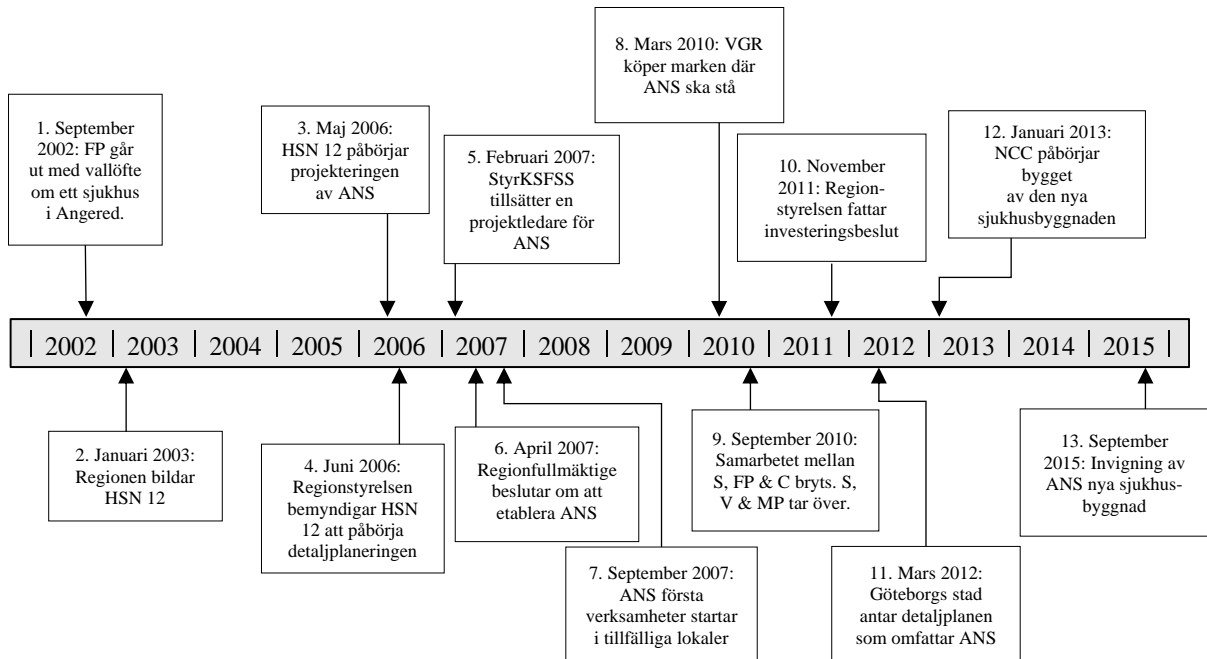 1. September
2002: FP går
ut med vallöfte
om ett sjukhus
i Angered.
3. Maj 2006:
HSN 12 påbörjar
projekteringen
av ANS
5. Februari 2007:
StyrKSFSS
tillsätter en
projektledare för
ANS
8. Mars 2010: VGR
köper marken där
ANS ska stå
10. November
2011: Region-
styrelsen fattar
investeringsbeslut
12. Januari 2013:
NCC påbörjar
bygget
av den nya
sjukhusbyggnaden
| 2002 | 2003 | 2004 | 2005 | 2006 | 2007 | 2008 | 2009 | 2010 | 2011 | 2012 | 2013 | 2014 | 2015 |
2. Januari 2003:
Regionen bildar
HSN 12
4. Juni 2006:
Regionstyrelsen
bemyndigar HSN
12 att påbörja
detaljplaneringen
6. April 2007:
Regionfullmäktige
beslutar om att
etablera ANS
7. September 2007:
ANS första
verksamheter startar
i tillfälliga lokaler
9. September 2010:
Samarbetet mellan
S, FP & C bryts. S,
V & MP tar över.
11. Mars 2012:
Göteborgs stad
antar detaljplanen
som omfattar ANS
13. September
2015: Invigning av
ANS nya sjukhus-
byggnad